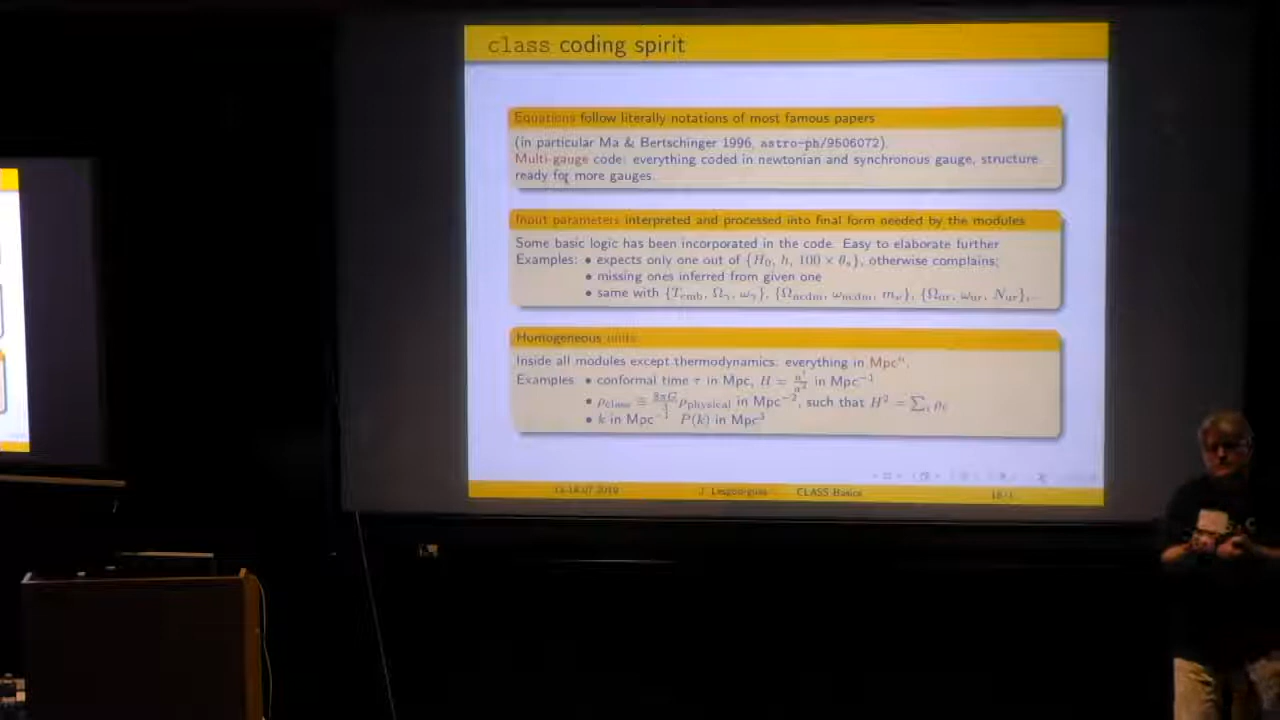 class coding spirit
Equations follow literally notations of most famous papers
(in particular Ma & Bertschinger 1996, astro-ph/9506072).
Multi-gauge code: everything coded in newtonian and synchronous gauge, structure
ready for more gauges.
Input parameters interpreted and processed into final form needed by the modules
Some basic logic has been incorporated in the code. Easy to elaborate further
Examples: • expects only one out of {H₀, h, 100 × θₛ}, otherwise complains;
• missing ones inferred from given one
• same with {T_cmb, Ω_γ, ω_γ}, {Ω_ncdm, ω_ncdm, m_ν}, {Ω_ur, ω_ur, N_ur},...
Homogeneous units
Inside all modules except thermodynamics: everything in Mpcⁿ.
Examples: • conformal time τ in Mpc, H = a′/a² in Mpc⁻¹
• ρ_class ≡ 8πG/3 ρ_physical in Mpc⁻², such that H² = ∑ᵢ ρᵢ
• k in Mpc⁻¹ P(k) in Mpc³
J. Lesgourgues CLASS Basics